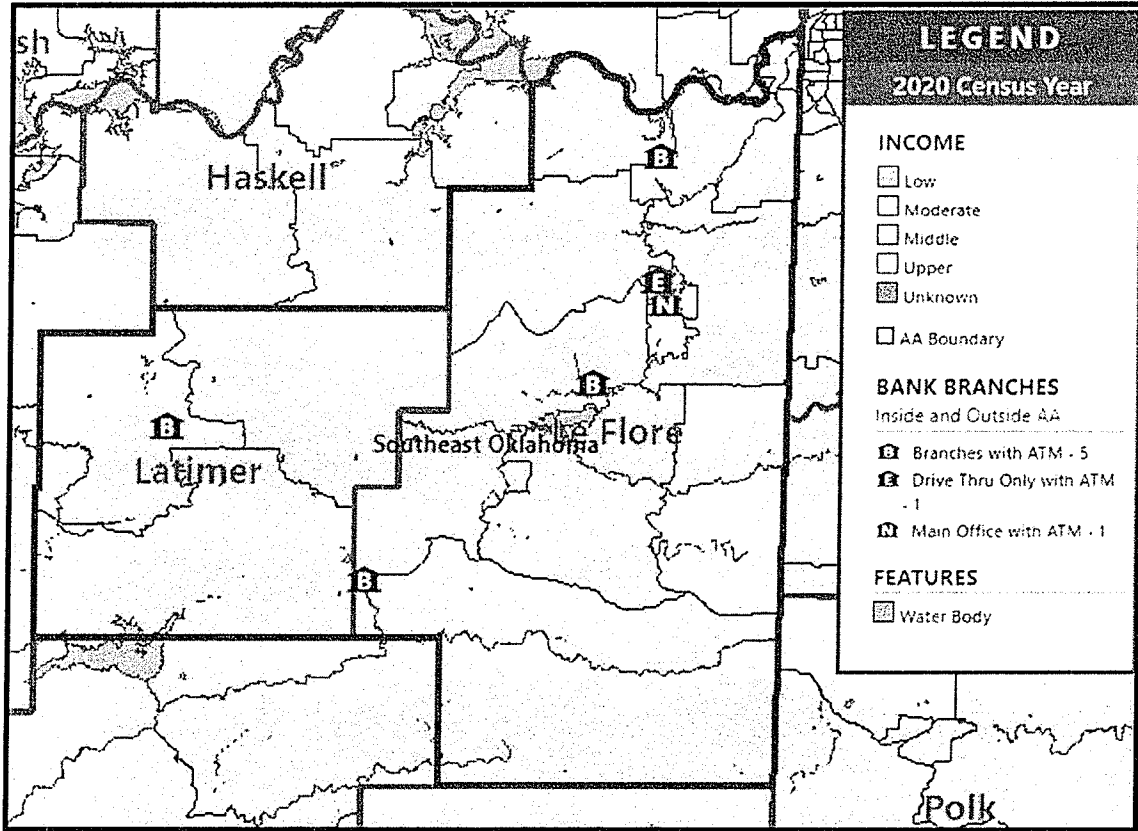 sh
Haskell
B
E
N
B
Le Flore
Southeast Oklahoma
B
Latimer
B
Polk
LEGEND
2020 Census Year
INCOME
Low
Moderate
Middle
Upper
Unknown
AA Boundary
BANK BRANCHES
Inside and Outside AA
B Branches with ATM - 5
E Drive Thru Only with ATM
- 1
N Main Office with ATM - 1
FEATURES
Water Body